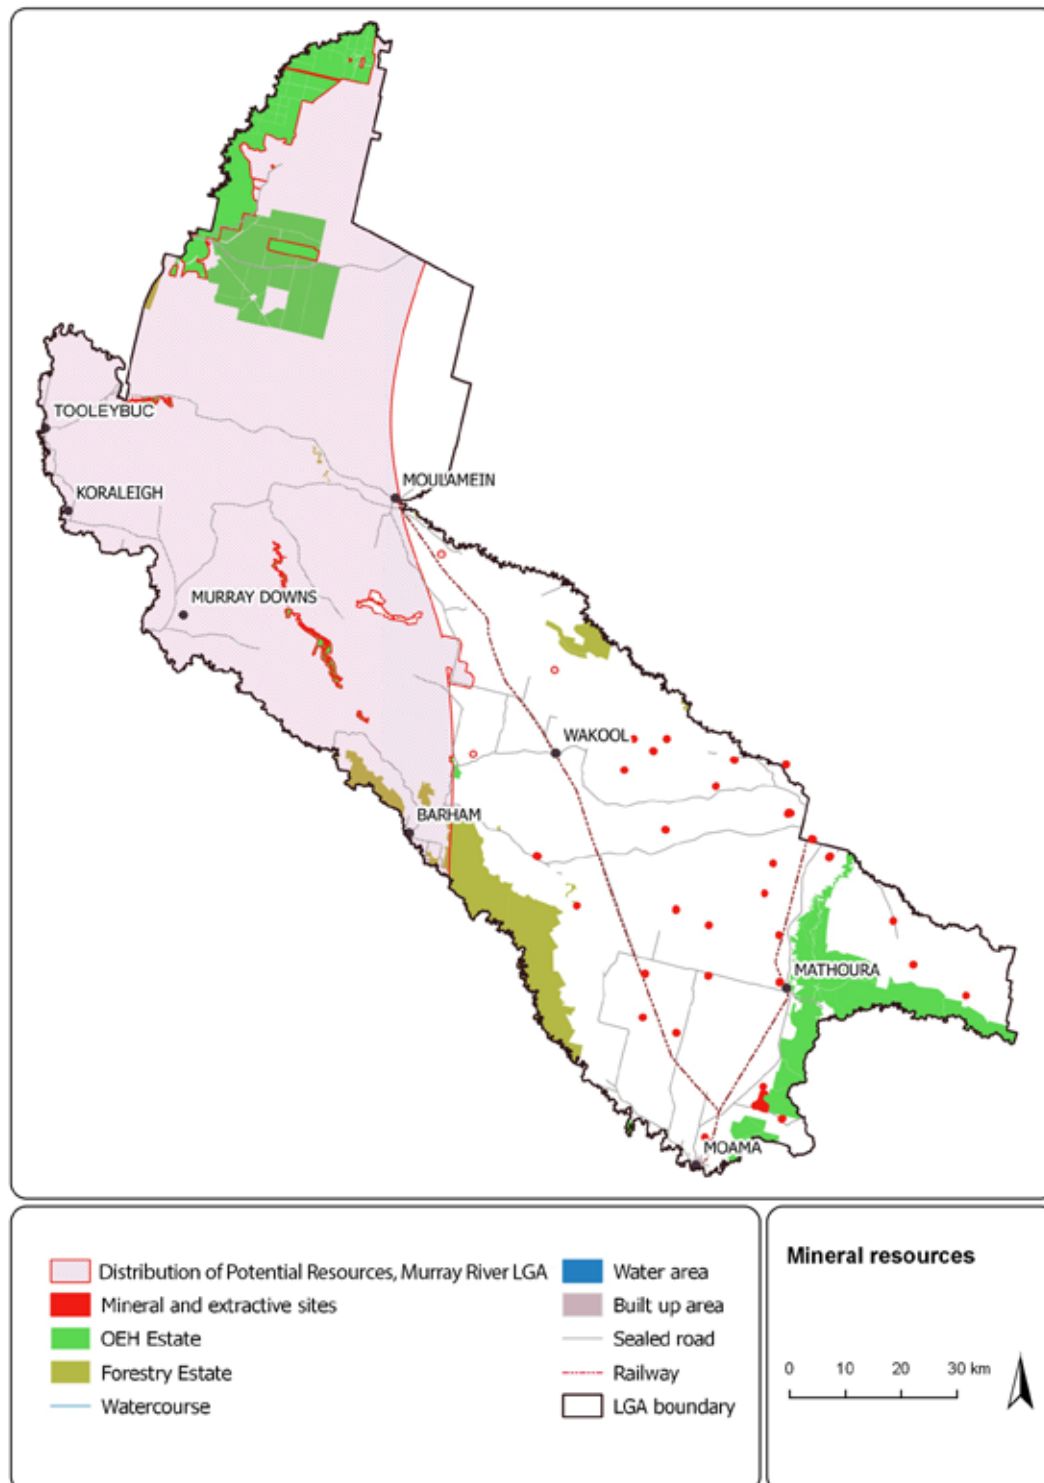 TOOLEYBUC
MOULAMEIN
KORALEIGH
MURRAY DOWNS
WAKOOL
BARHAM
MATHOURA
MOAMA
Distribution of Potential Resources, Murray River LGA
Mineral and extractive sites
OEH Estate
Forestry Estate
Watercourse
Water area
Built up area
Sealed road
Railway
LGA boundary
Mineral resources
0 10 20 30 km